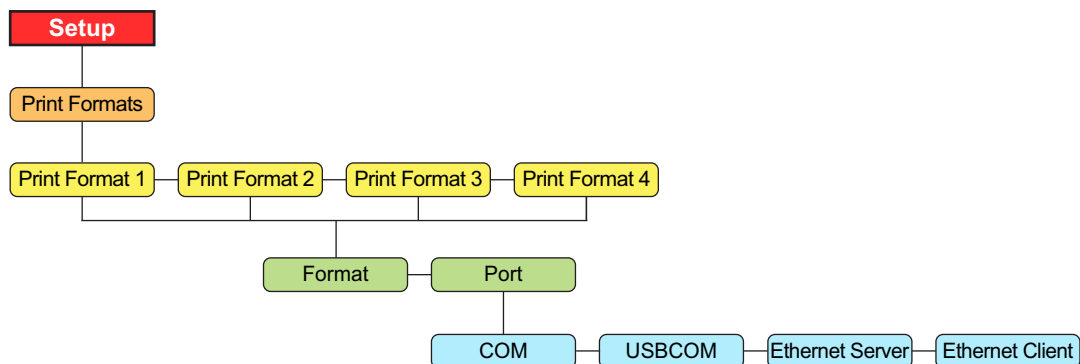 Setup
Print Formats
Print Format 1
Print Format 2
Print Format 3
Print Format 4
Format
Port
COM
USBCOM
Ethernet Server
Ethernet Client